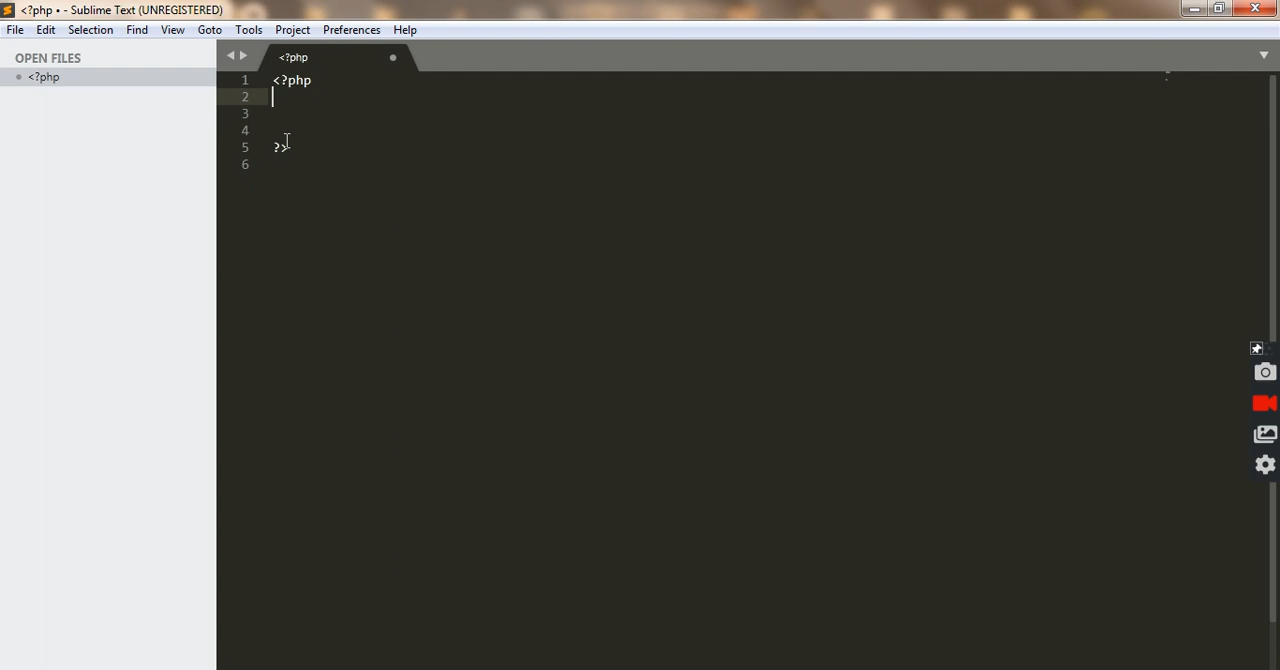 <?php • - Sublime Text (UNREGISTERED)
File Edit Selection Find View Goto Tools Project Preferences Help
OPEN FILES
<?php
<?php
1 <?php
2
3
4
5 ?>
6